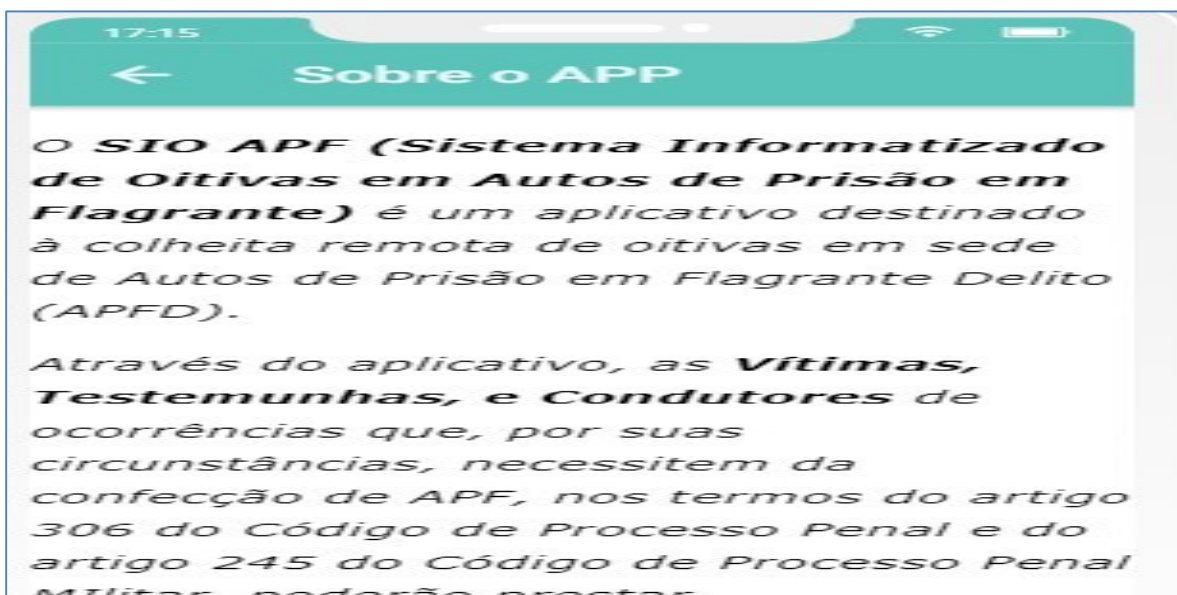 17:15
Sobre o APP
O SIO APF (Sistema Informatizado
de Oitivas em Autos de Prisão em
Flagrante) é um aplicativo destinado
à colheita remota de oitivas em sede
de Autos de Prisão em Flagrante Delito
(APFD).
Através do aplicativo, as Vítimas,
Testemunhas, e Condutores de
ocorrências que, por suas
circunstâncias, necessitem da
confecção de APF, nos termos do artigo
306 do Código de Processo Penal e do
artigo 245 do Código de Processo Penal
MIlitar, poderão prestar